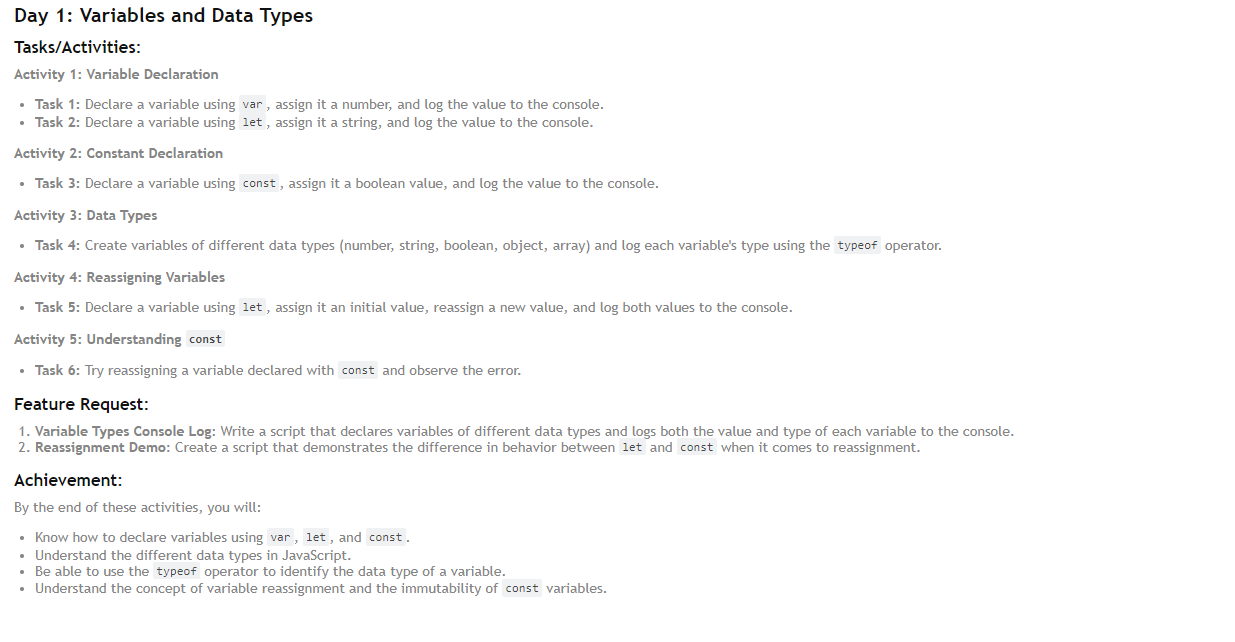 Day 1: Variables and Data Types
Tasks/Activities:
Activity 1: Variable Declaration
• Task 1: Declare a variable using var, assign it a number, and log the value to the console.
• Task 2: Declare a variable using let, assign it a string, and log the value to the console.
Activity 2: Constant Declaration
• Task 3: Declare a variable using const, assign it a boolean value, and log the value to the console.
Activity 3: Data Types
• Task 4: Create variables of different data types (number, string, boolean, object, array) and log each variable's type using the typeof operator.
Activity 4: Reassigning Variables
• Task 5: Declare a variable using let, assign it an initial value, reassign a new value, and log both values to the console.
Activity 5: Understanding const
• Task 6: Try reassigning a variable declared with const and observe the error.
Feature Request:
1. Variable Types Console Log: Write a script that declares variables of different data types and logs both the value and type of each variable to the console.
2. Reassignment Demo: Create a script that demonstrates the difference in behavior between let and const when it comes to reassignment.
Achievement:
By the end of these activities, you will:
• Know how to declare variables using var, let, and const.
• Understand the different data types in JavaScript.
• Be able to use the typeof operator to identify the data type of a variable.
• Understand the concept of variable reassignment and the immutability of const variables.